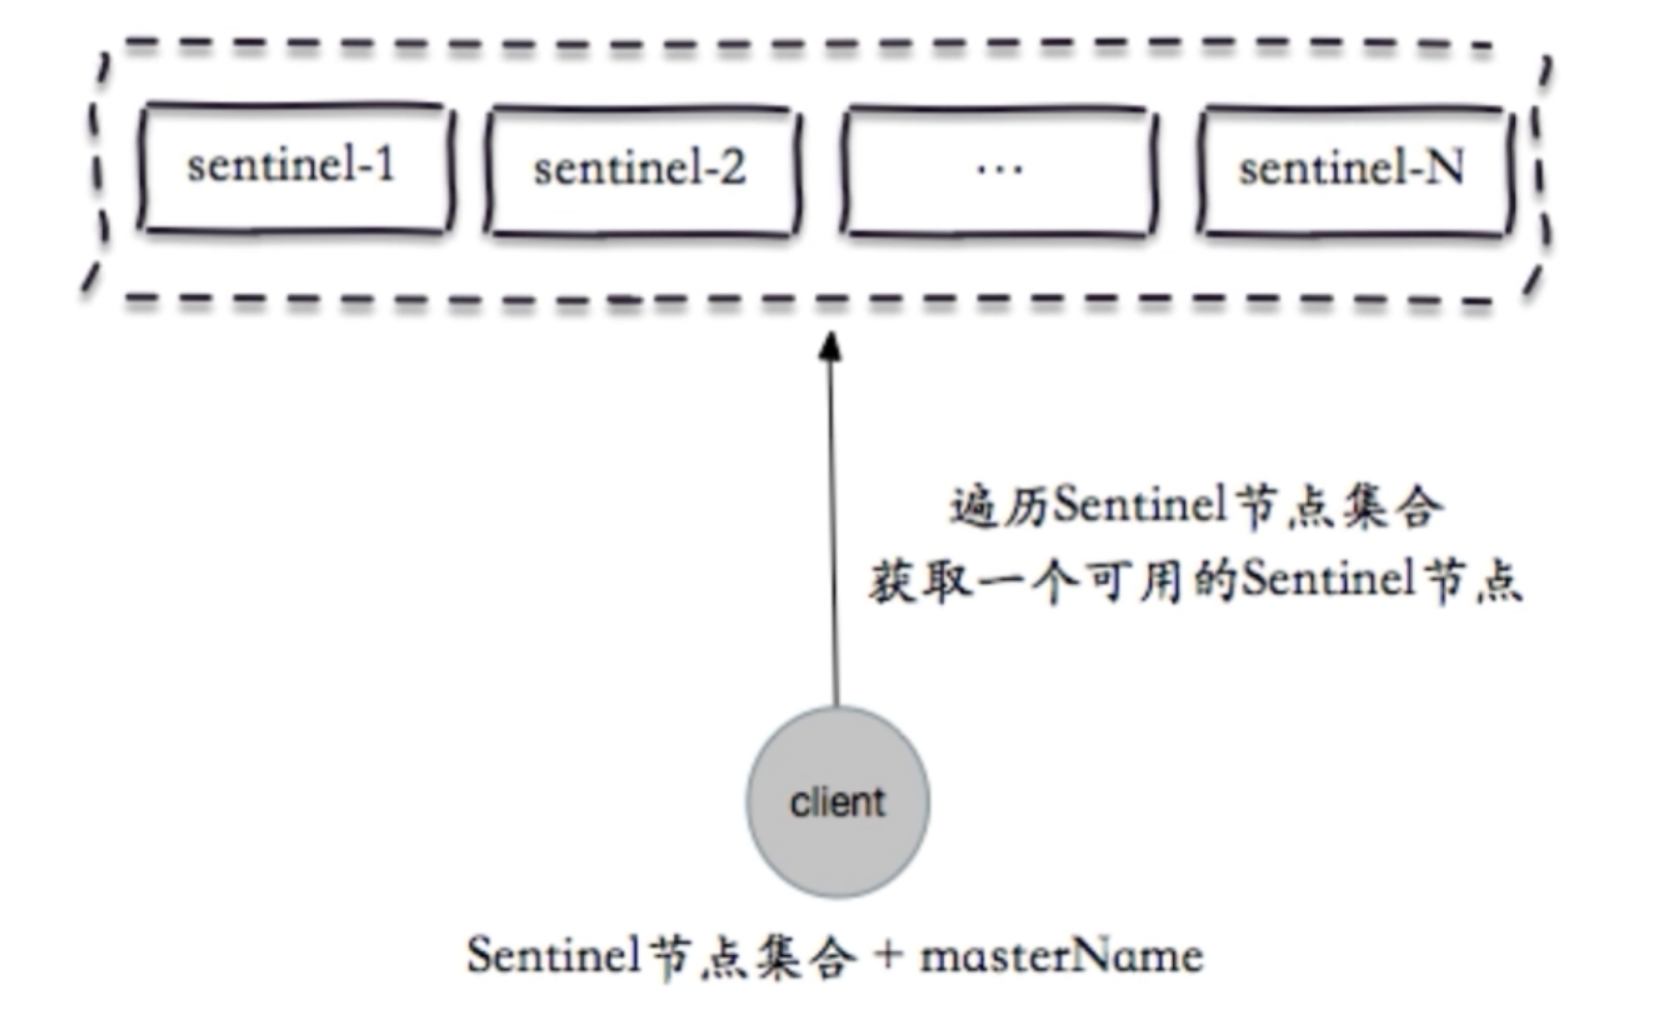 sentinel-1
sentinel-2
...
sentinel-N
遍历Sentinel节点集合
获取一个可用的Sentinel节点
client
Sentinel节点集合 + masterName